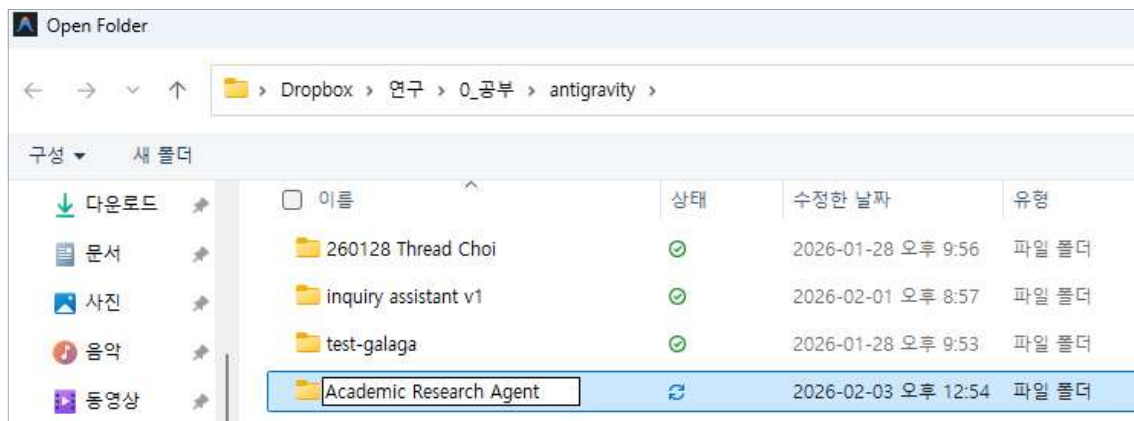 Open Folder
Dropbox › 연구 › 0_공부 › antigravity ›
구성 새 폴더
이름 상태 수정한 날짜 유형
다운로드
260128 Thread Choi 2026-01-28 오후 9:56 파일 폴더
문서
inquiry assistant v1 2026-02-01 오후 8:57 파일 폴더
사진
test-galaga 2026-01-28 오후 9:53 파일 폴더
음악
Academic Research Agent 2026-02-03 오후 12:54 파일 폴더
동영상